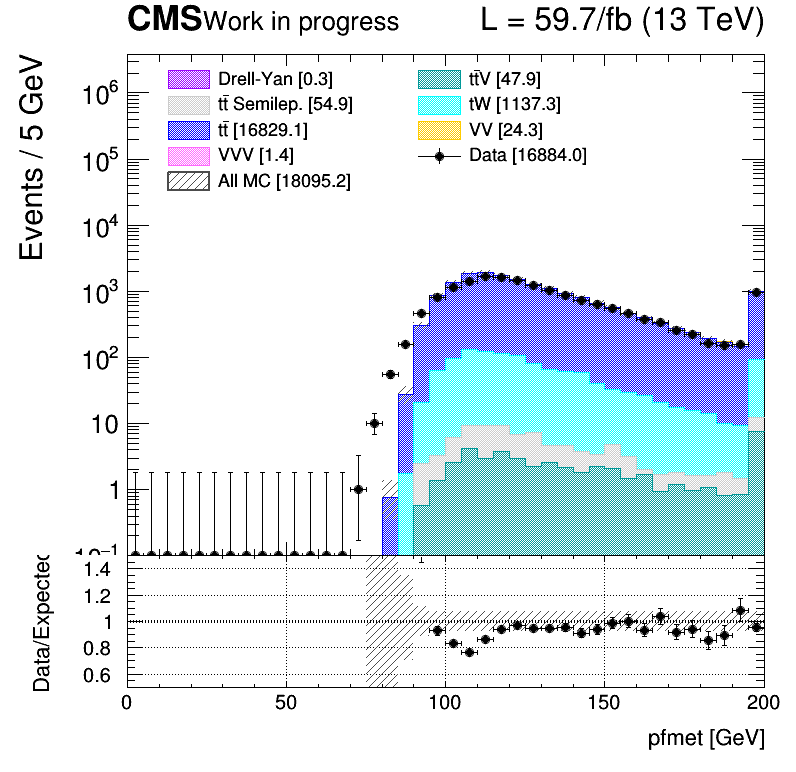 CMS Work in progress L = 59.7/fb (13 TeV)
Events / 5 GeV
Drell-Yan [0.3]
tt̄ Semilep. [54.9]
tt̄ [16829.1]
VVV [1.4]
All MC [18095.2]
tt̄V [47.9]
tW [1137.3]
VV [24.3]
Data [16884.0]
10⁶
10⁵
10⁴
10³
10²
10
1
10⁻¹
Data/Expected
1.4
1.2
1
0.8
0.6
0 50 100 150 200
pfmet [GeV]